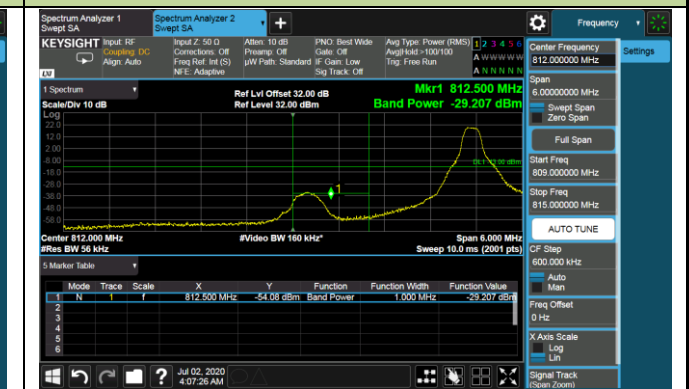 Spectrum Analyzer 1
Swept SA
Spectrum Analyzer 2
Swept SA
Frequency
KEYSIGHT
Input: RF
Coupling: DC
Align: Auto
Input Z: 50 Ω
Corrections: Off
Freq Ref: Int (S)
NFE: Adaptive
Atten: 10 dB
Preamp: Off
µW Path: Standard
PNO: Best Wide
Gate: Off
IF Gain: Low
Sig Track: Off
Avg Type: Power (RMS)
Avg|Hold >100/100
Trig: Free Run
1 2 3 4 5 6
A W W W W W
A N N N N N
LXI
1 Spectrum
Scale/Div 10 dB
Ref Lvl Offset 32.00 dB
Ref Level 32.00 dBm
Mkr1 812.500 MHz
Band Power -29.207 dBm
Log
22.0
12.0
2.00
-8.00
-18.0
-28.0
-38.0
-48.0
-58.0
1
Center 812.000 MHz
#Res BW 56 kHz
#Video BW 160 kHz*
Span 6.000 MHz
Sweep 10.0 ms (2001 pts)
5 Marker Table
Mode Trace Scale X Y Function Function Width Function Value
1 N 1 f 812.500 MHz -54.08 dBm Band Power 1.000 MHz -29.207 dBm
2
3
4
5
6
Jul 02, 2020
4:07:26 AM
Center Frequency
812.000000 MHz
Settings
Span
6.00000000 MHz
Swept Span
Zero Span
Full Span
Start Freq
809.000000 MHz
Stop Freq
815.000000 MHz
AUTO TUNE
CF Step
600.000 kHz
Auto
Man
Freq Offset
0 Hz
X Axis Scale
Log
Lin
Signal Track
(Span Zoom)